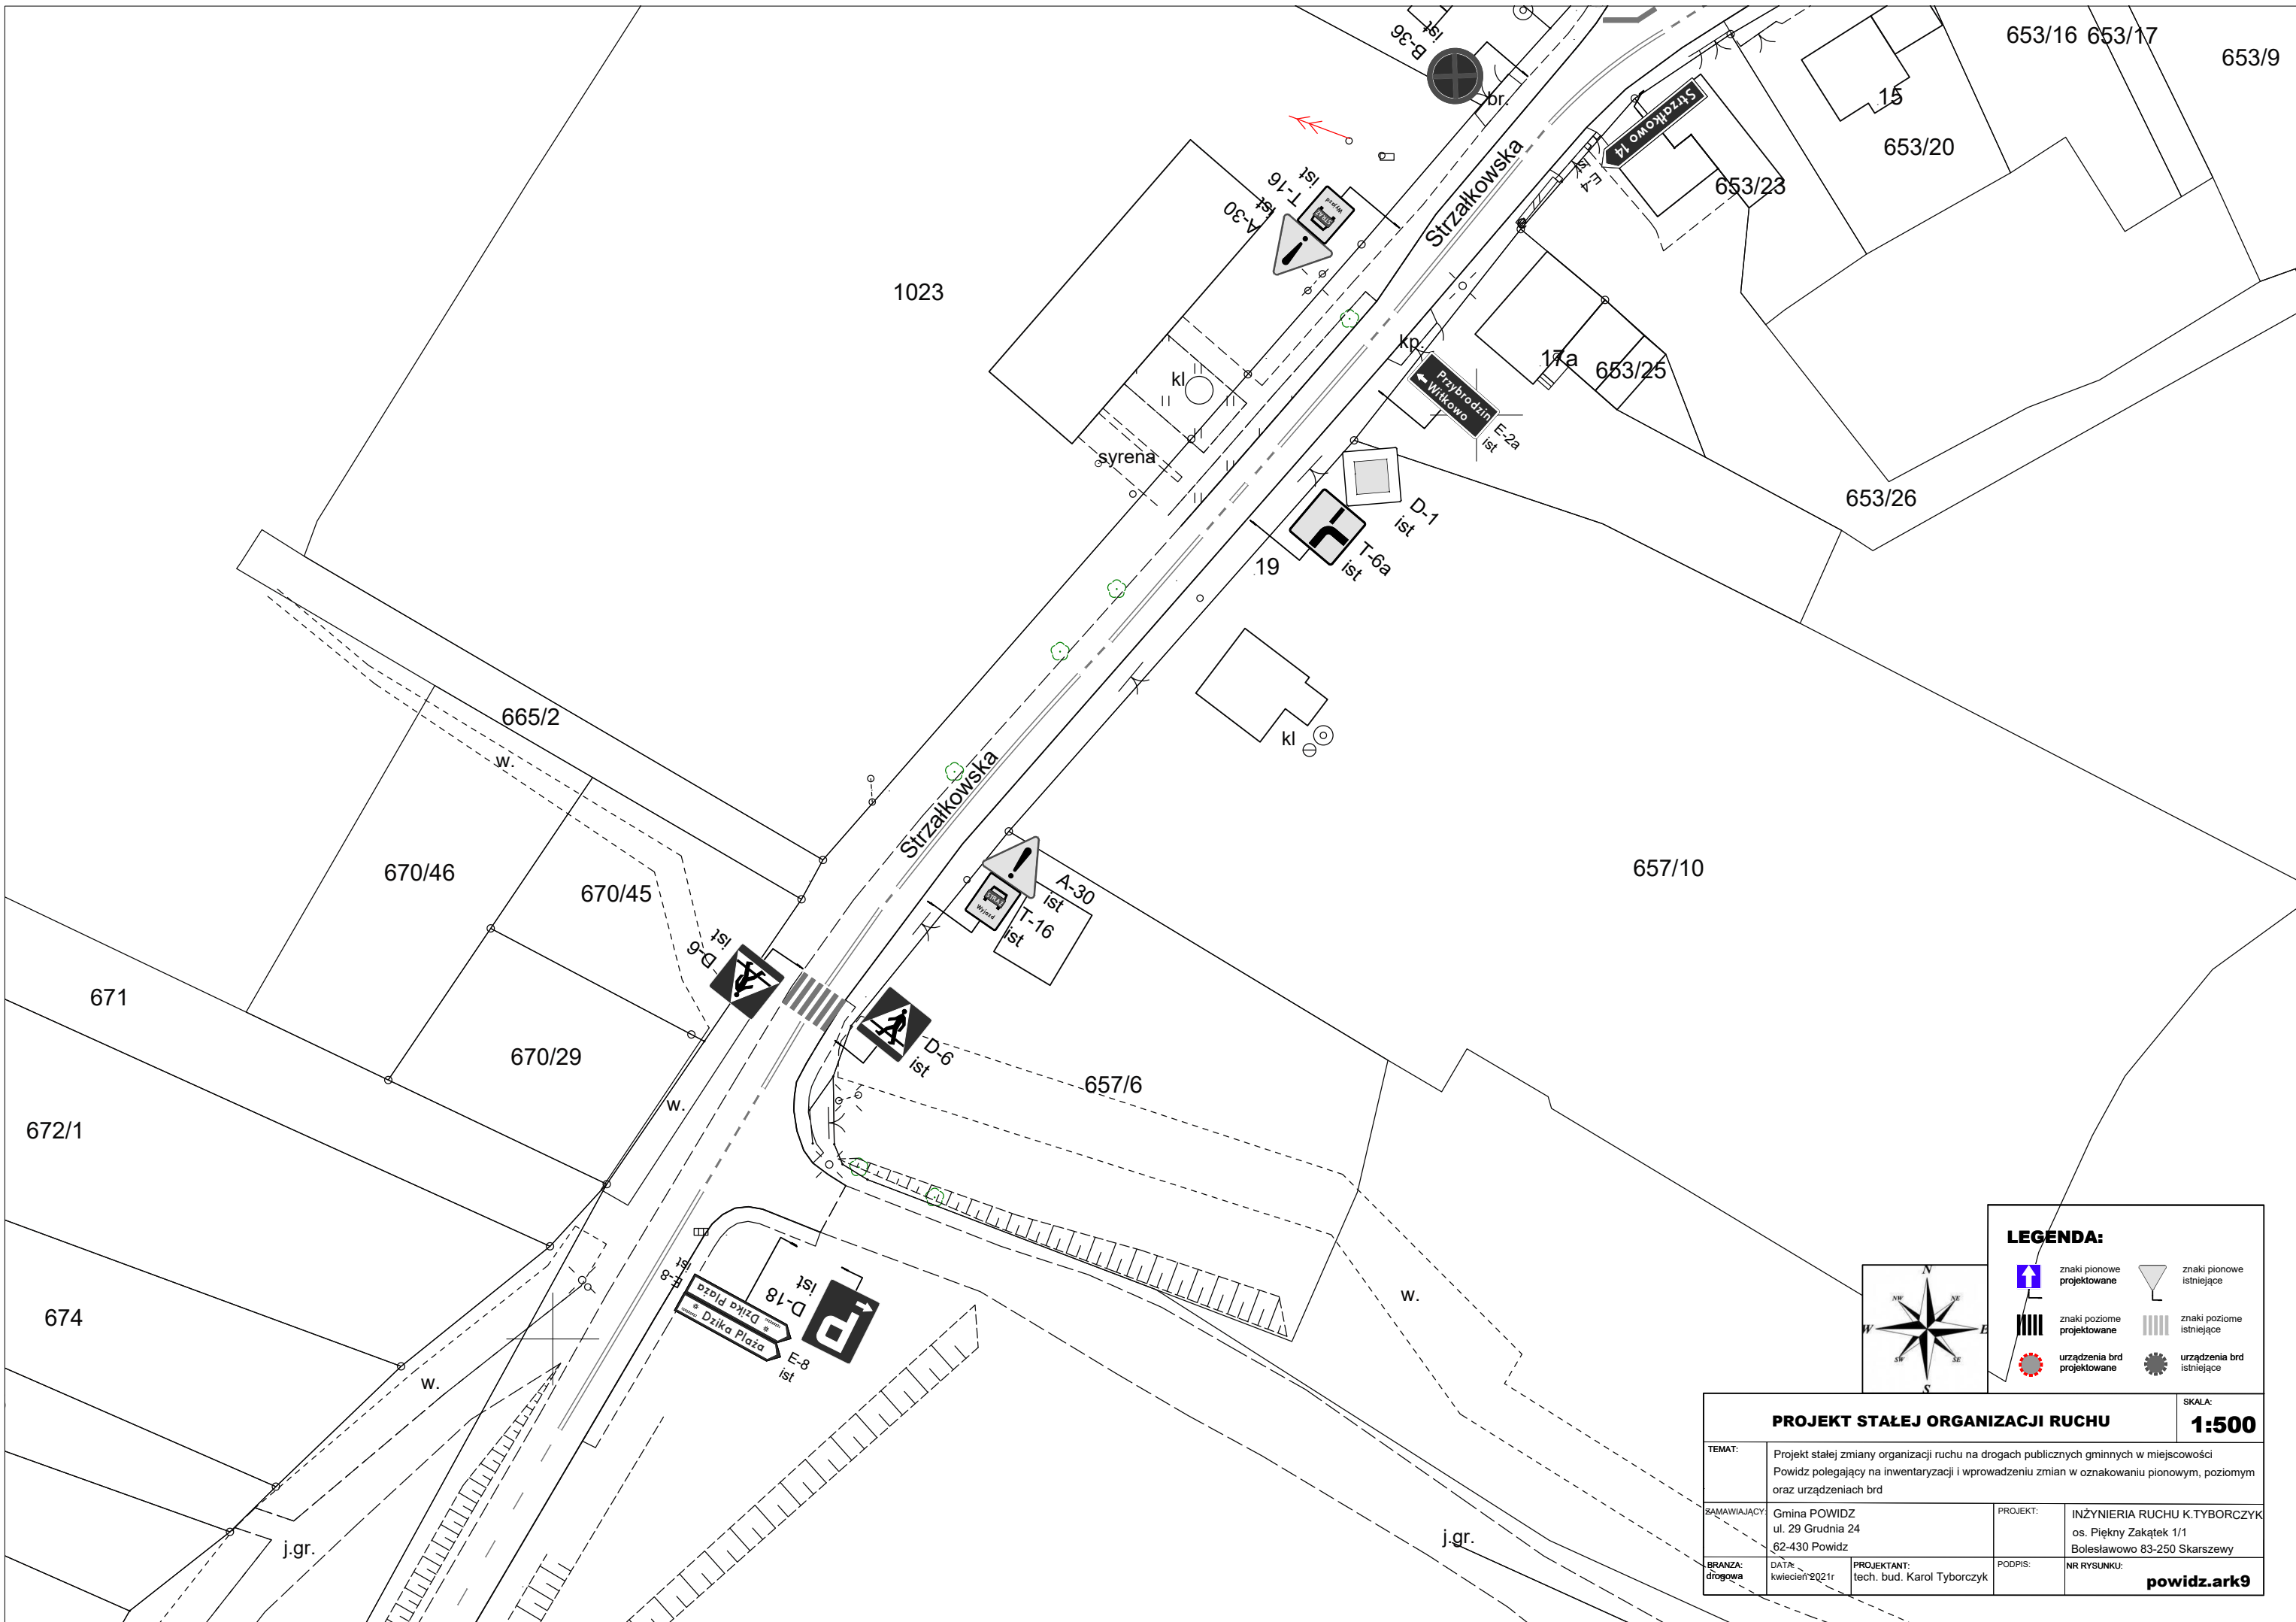 B-36
ist
br.
653/16
653/17
653/9
15
653/20
Strzałkowo 14
E-4
ist
653/23
T-16
ist
A-30
ist
Wyjazd
Strzałkowska
1023
kp.
17a
653/25
Przybrodzin
Witkowo
E-2a
ist
kl
syrena
D-1
ist
T-6a
ist
19
653/26
665/2
w.
kl
Strzałkowska
670/46
670/45
657/10
A-30
ist
T-16
ist
Wyjazd
D-6
ist
671
670/29
D-6
ist
657/6
w.
672/1
E-8
ist
D-18
ist
P
Dzika Plaża
Dzika Plaża
E-8
ist
674
w.
w.
j.gr.
j.gr.
N
NE
E
SE
S
SW
W
NW
LEGENDA:
znaki pionowe
projektowane
znaki pionowe
istniejące
znaki poziome
projektowane
znaki poziome
istniejące
urządzenia brd
projektowane
urządzenia brd
istniejące
PROJEKT STAŁEJ ORGANIZACJI RUCHU
SKALA:
1:500
TEMAT:
Projekt stałej zmiany organizacji ruchu na drogach publicznych gminnych w miejscowości
Powidz polegający na inwentaryzacji i wprowadzeniu zmian w oznakowaniu pionowym, poziomym
oraz urządzeniach brd
ZAMAWIAJĄCY:
Gmina POWIDZ
ul. 29 Grudnia 24
62-430 Powidz
PROJEKT:
INŻYNIERIA RUCHU K.TYBORCZYK
os. Piękny Zakątek 1/1
Bolesławowo 83-250 Skarszewy
BRANZA:
drogowa
DATA:
kwiecień 2021r
PROJEKTANT:
tech. bud. Karol Tyborczyk
PODPIS:
NR RYSUNKU:
powidz.ark9